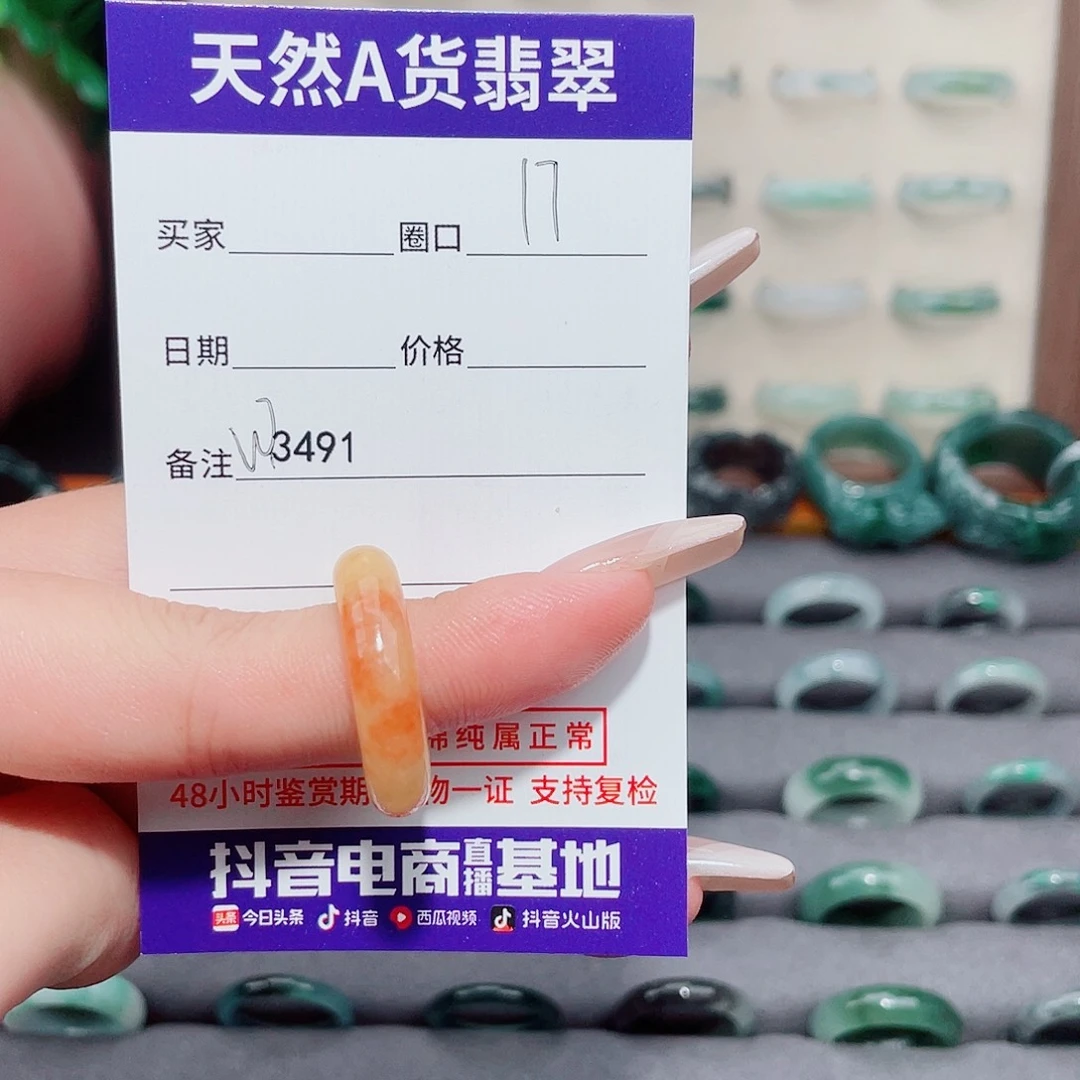 天然A货翡翠
买家 圈口 17
日期 价格
备注 W3491
常纯属正常
48小时鉴赏期 物一证 支持复检
抖音电商直播基地
头条 今日头条 抖音 西瓜视频 抖音火山版